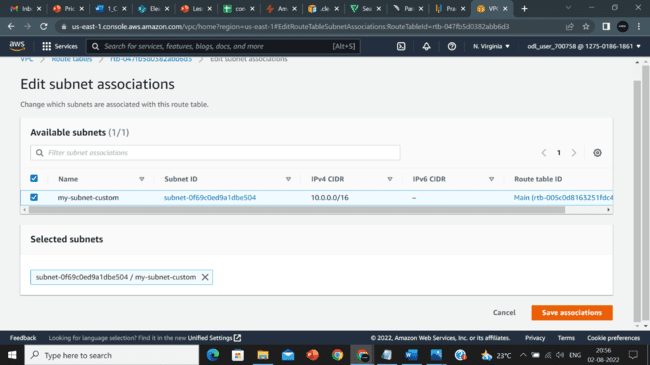 Inb
Priv
1_C
Ele
Les
con
Am
.cle
Sec
Par
Pra
VPC
us-east-1.console.aws.amazon.com/vpc/home?region=us-east-1#EditRouteTableSubnetAssociations:RouteTableId=rtb-047fb5d0382abb6d3
aws Services Search for services, features, blogs, docs, and more [Alt+S] N. Virginia odl_user_700758 @ 1275-0186-1861
VPC Route tables rtb-047fb5d0382abb6d3 Edit subnet associations
Edit subnet associations
Change which subnets are associated with this route table.
Available subnets (1/1)
Filter subnet associations 1
Name Subnet ID IPv4 CIDR IPv6 CIDR Route table ID
my-subnet-custom subnet-0f69c0ed9a1dbe504 10.0.0.0/16 – Main (rtb-005c0d8163251fdc4
Selected subnets
subnet-0f69c0ed9a1dbe504 / my-subnet-custom
Cancel Save associations
Feedback Looking for language selection? Find it in the new Unified Settings © 2022, Amazon Web Services, Inc. or its affiliates. Privacy Terms Cookie preferences
Type here to search 23°C ENG 20:56
02-08-2022